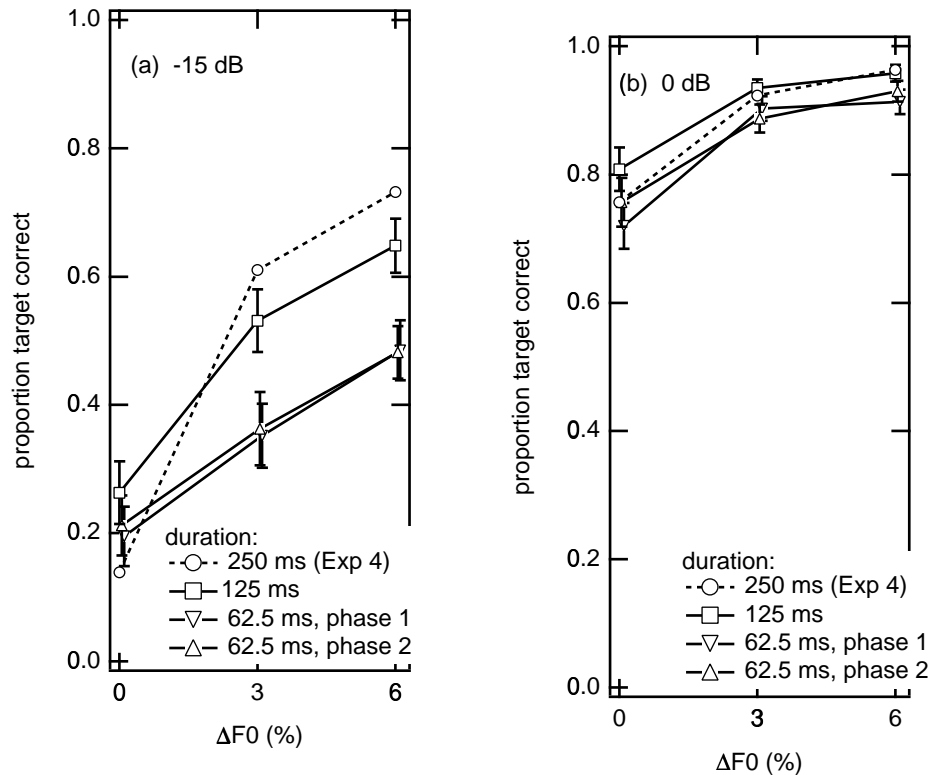 1.0
(a) -15 dB
0.8
0.6
0.4
0.2
0.0
proportion target correct
duration:
250 ms (Exp 4)
125 ms
62.5 ms, phase 1
62.5 ms, phase 2
0 3 6
ΔF0 (%)
1.0
(b) 0 dB
0.8
0.6
0.4
0.2
0.0
proportion target correct
duration:
250 ms (Exp 4)
125 ms
62.5 ms, phase 1
62.5 ms, phase 2
0 3 6
ΔF0 (%)